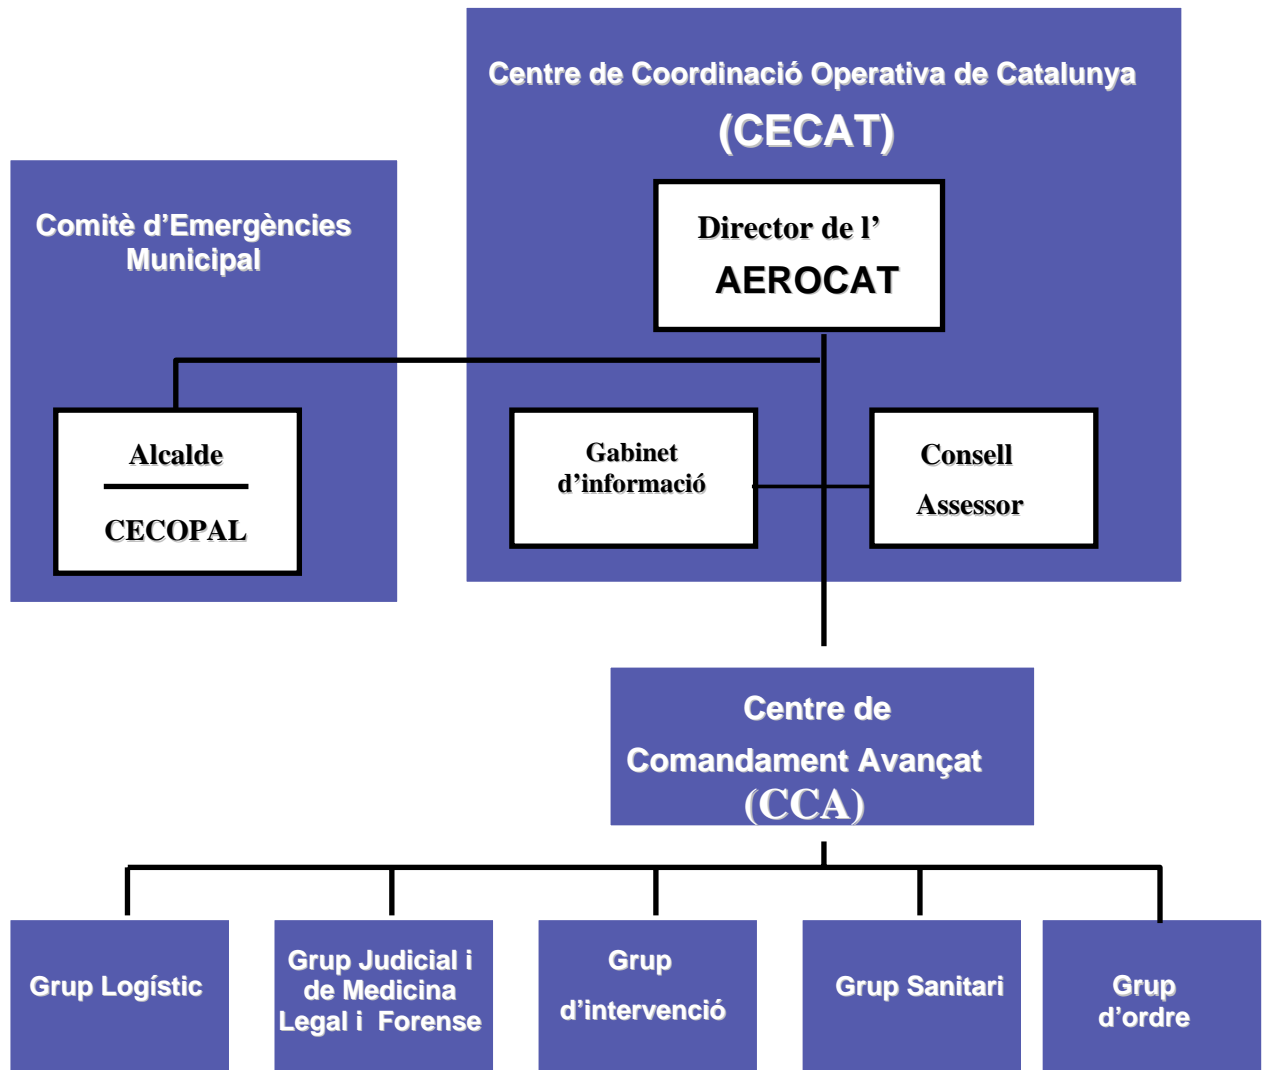 Centre de Coordinació Operativa de Catalunya
(CECAT)
Director de l’
AEROCAT
Comitè d’Emergències
Municipal
Alcalde
CECOPAL
Gabinet
d’informació
Consell
Assessor
Centre de
Comandament Avançat
(CCA)
Grup Logístic
Grup Judicial i
de Medicina
Legal i Forense
Grup
d’intervenció
Grup Sanitari
Grup
d’ordre